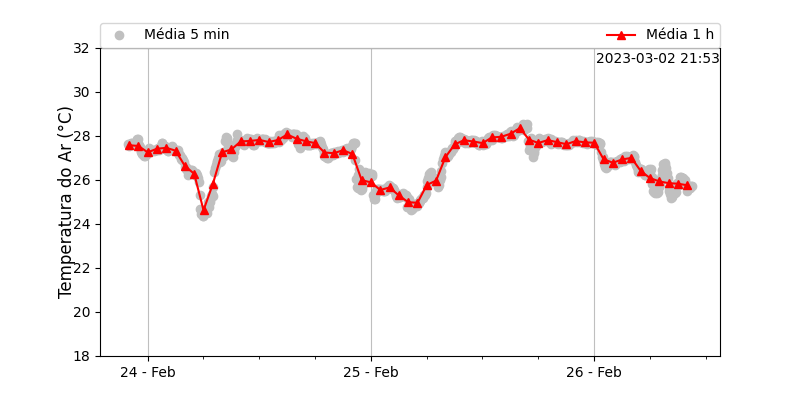 Média 5 min
Média 1 h
2023-03-02 21:53
Temperatura do Ar (°C)
32
30
28
26
24
22
20
18
24 - Feb
25 - Feb
26 - Feb